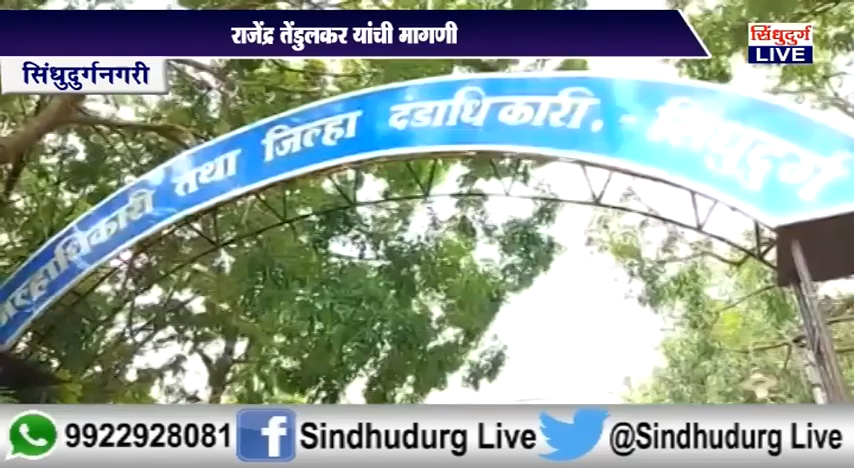 राजेंद्र तेंडुलकर यांची मागणी
सिंधुदुर्ग
LIVE
सिंधुदुर्गनगरी
जिल्हाधिकारी तथा जिल्हा दंडाधिकारी. - सिंधुदुर्ग
9922928081
Sindhudurg Live
@Sindhudurg Live